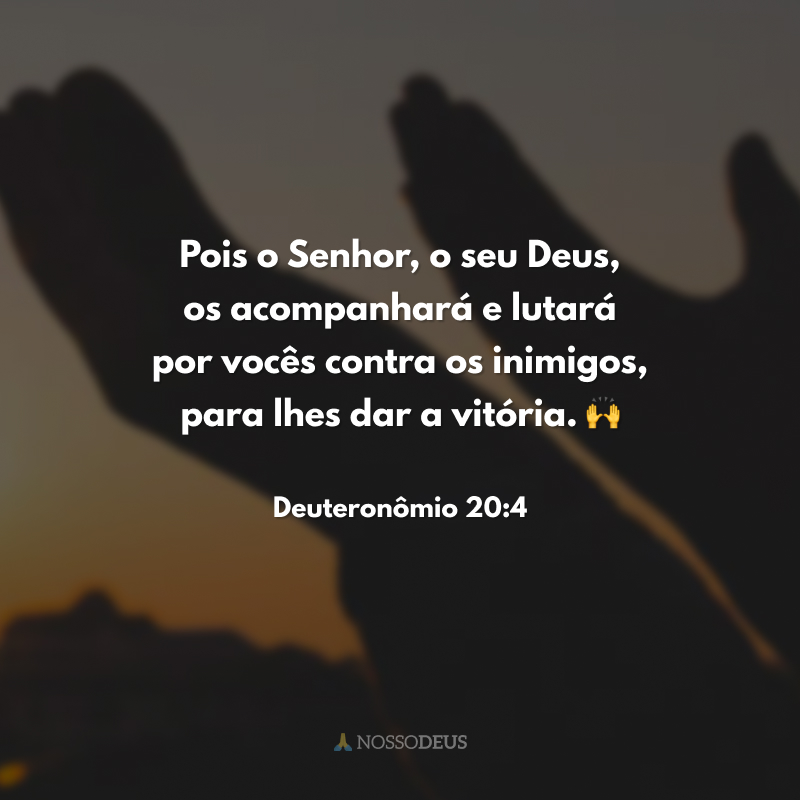 Pois o Senhor, o seu Deus,
os acompanhará e lutará
por vocês contra os inimigos,
para lhes dar a vitória. 🙌
Deuteronômio 20:4
🙏 NOSSODEUS